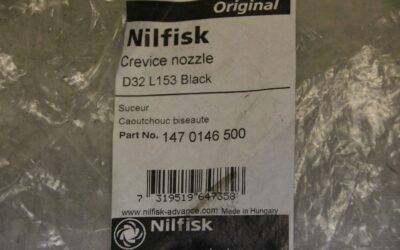 Original
Nilfisk
Crevice nozzle
D32 L153 Black
Suceur
Caoutchouc biseaute
Part No. 147 0146 500
7 319519 647358
www.nilfisk-advance.com Made in Hungary
Nilfisk